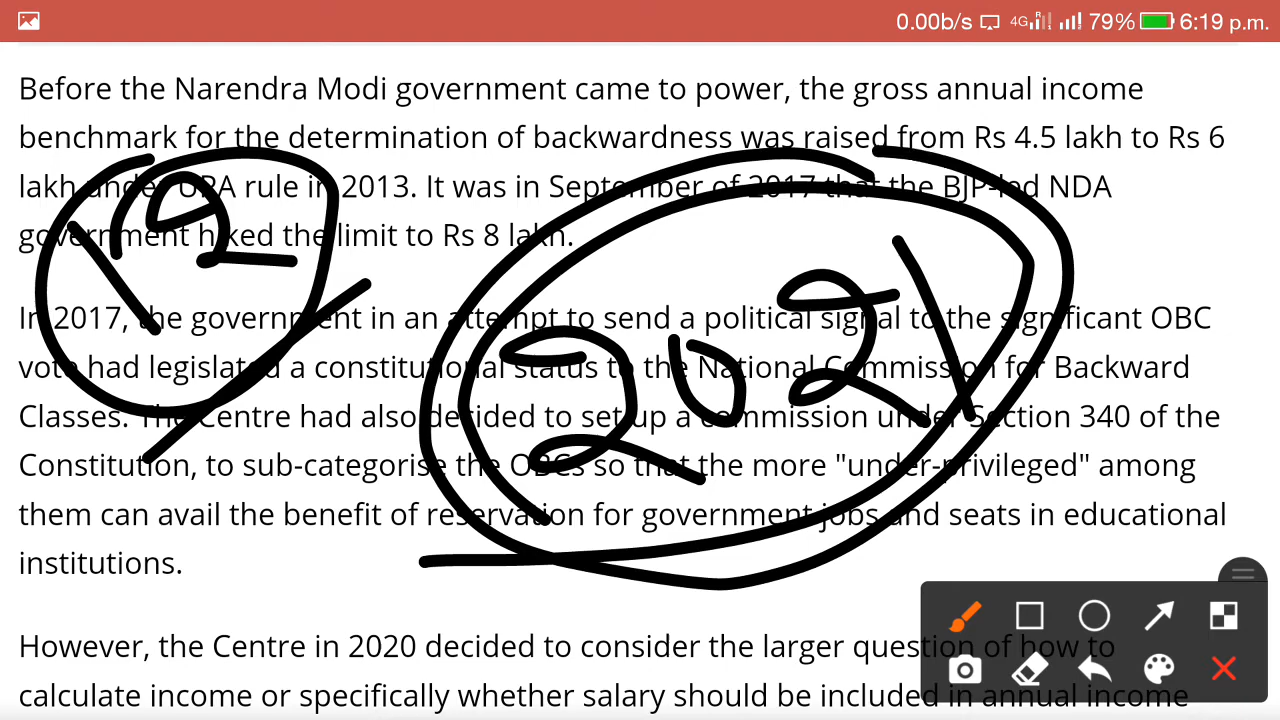 0.00b/s 4G R 79% 6:19 p.m.
Before the Narendra Modi government came to power, the gross annual income
benchmark for the determination of backwardness was raised from Rs 4.5 lakh to Rs 6
lakh under UPA rule in 2013. It was in September of 2017 that the BJP-led NDA
government hiked the limit to Rs 8 lakh.
In 2017, the government in an attempt to send a political signal to the significant OBC
vote had legislated a constitutional status to the National Commission for Backward
Classes. The Centre had also decided to set up a commission under Section 340 of the
Constitution, to sub-categorise the OBCs so that the more "under-privileged" among
them can avail the benefit of reservation for government jobs and seats in educational
institutions.
2021
However, the Centre in 2020 decided to consider the larger question of how to
calculate income or specifically whether salary should be included in annual income